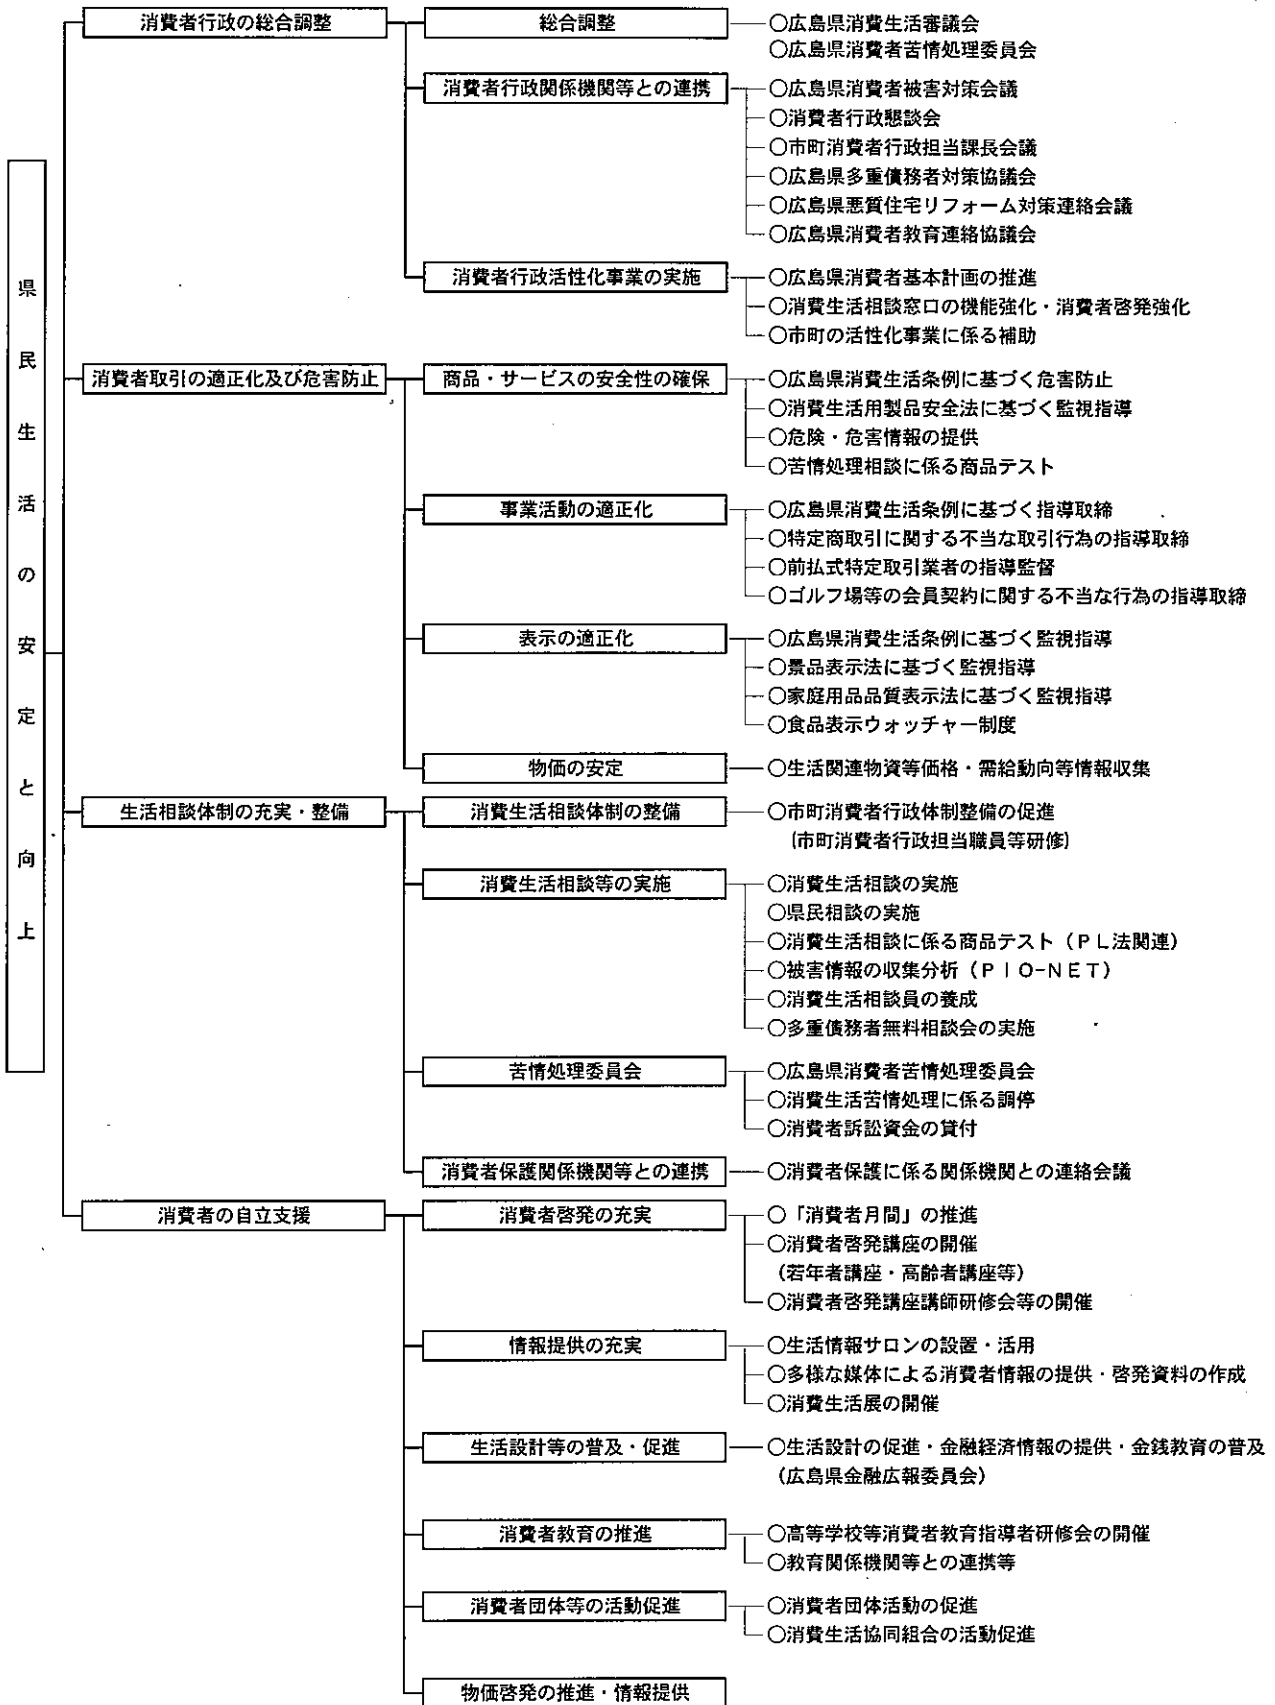 県民生活の安定と向上
消費者行政の総合調整
総合調整
○広島県消費生活審議会
○広島県消費者苦情処理委員会
消費者行政関係機関等との連携
○広島県消費者被害対策会議
○消費者行政懇談会
○市町消費者行政担当課長会議
○広島県多重債務者対策協議会
○広島県悪質住宅リフォーム対策連絡会議
○広島県消費者教育連絡協議会
消費者行政活性化事業の実施
○広島県消費者基本計画の推進
○消費生活相談窓口の機能強化・消費者啓発強化
○市町の活性化事業に係る補助
消費者取引の適正化及び危害防止
商品・サービスの安全性の確保
○広島県消費生活条例に基づく危害防止
○消費生活用製品安全法に基づく監視指導
○危険・危害情報の提供
○苦情処理相談に係る商品テスト
事業活動の適正化
○広島県消費生活条例に基づく指導取締
○特定商取引に関する不当な取引行為の指導取締
○前払式特定取引業者の指導監督
○ゴルフ場等の会員契約に関する不当な行為の指導取締
表示の適正化
○広島県消費生活条例に基づく監視指導
○景品表示法に基づく監視指導
○家庭用品品質表示法に基づく監視指導
○食品表示ウォッチャー制度
物価の安定
○生活関連物資等価格・需給動向等情報収集
生活相談体制の充実・整備
消費生活相談体制の整備
○市町消費者行政体制整備の促進
(市町消費者行政担当職員等研修)
消費生活相談等の実施
○消費生活相談の実施
○県民相談の実施
○消費生活相談に係る商品テスト（ＰＬ法関連）
○被害情報の収集分析（ＰＩＯ-ＮＥＴ）
○消費生活相談員の養成
○多重債務者無料相談会の実施
苦情処理委員会
○広島県消費者苦情処理委員会
○消費生活苦情処理に係る調停
○消費者訴訟資金の貸付
消費者保護関係機関等との連携
○消費者保護に係る関係機関との連絡会議
消費者の自立支援
消費者啓発の充実
○「消費者月間」の推進
○消費者啓発講座の開催
（若年者講座・高齢者講座等）
○消費者啓発講座講師研修会等の開催
情報提供の充実
○生活情報サロンの設置・活用
○多様な媒体による消費者情報の提供・啓発資料の作成
○消費生活展の開催
生活設計等の普及・促進
○生活設計の促進・金融経済情報の提供・金銭教育の普及
（広島県金融広報委員会）
消費者教育の推進
○高等学校等消費者教育指導者研修会の開催
○教育関係機関等との連携等
消費者団体等の活動促進
○消費者団体活動の促進
○消費生活協同組合の活動促進
物価啓発の推進・情報提供